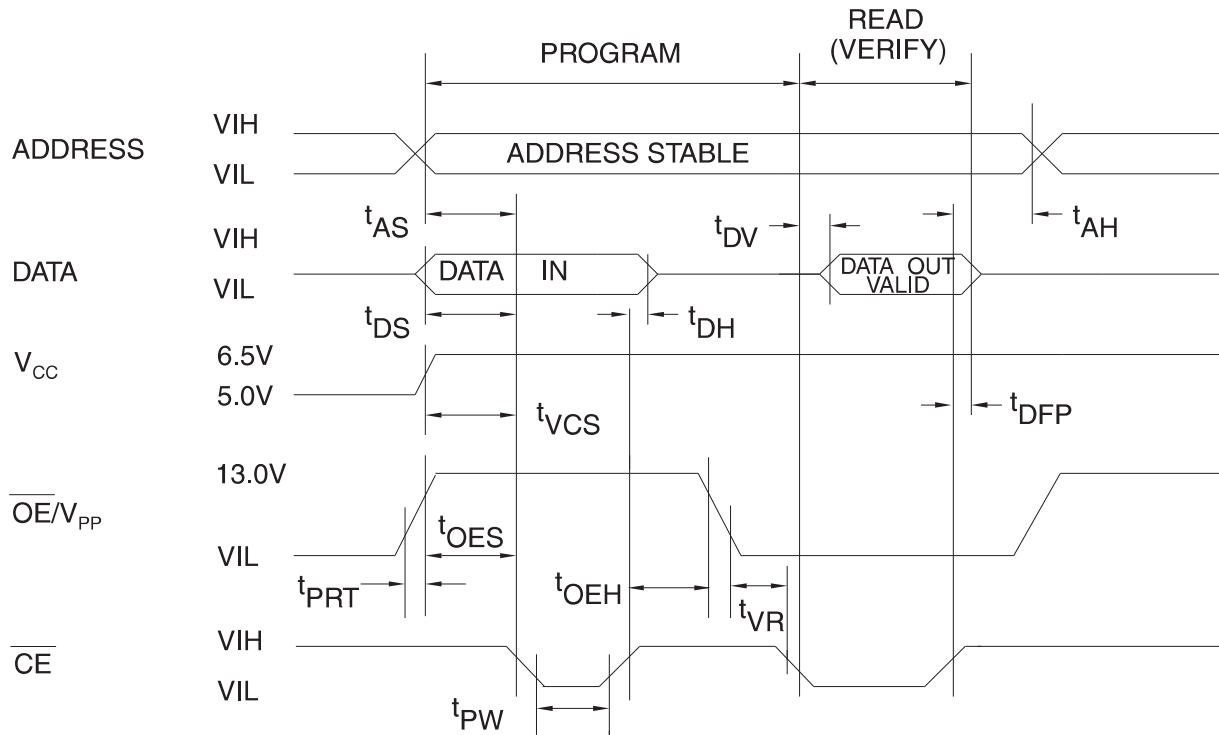 READ
(VERIFY)
PROGRAM
ADDRESS
VIH
VIL
ADDRESS STABLE
tAS
tDV
tAH
DATA
VIH
VIL
DATA IN
DATA OUT
VALID
tDS
tDH
VCC
6.5V
5.0V
tVCS
tDFP
OE/VPP
13.0V
VIL
tOES
tPRT
tOEH
tVR
CE
VIH
VIL
tPW